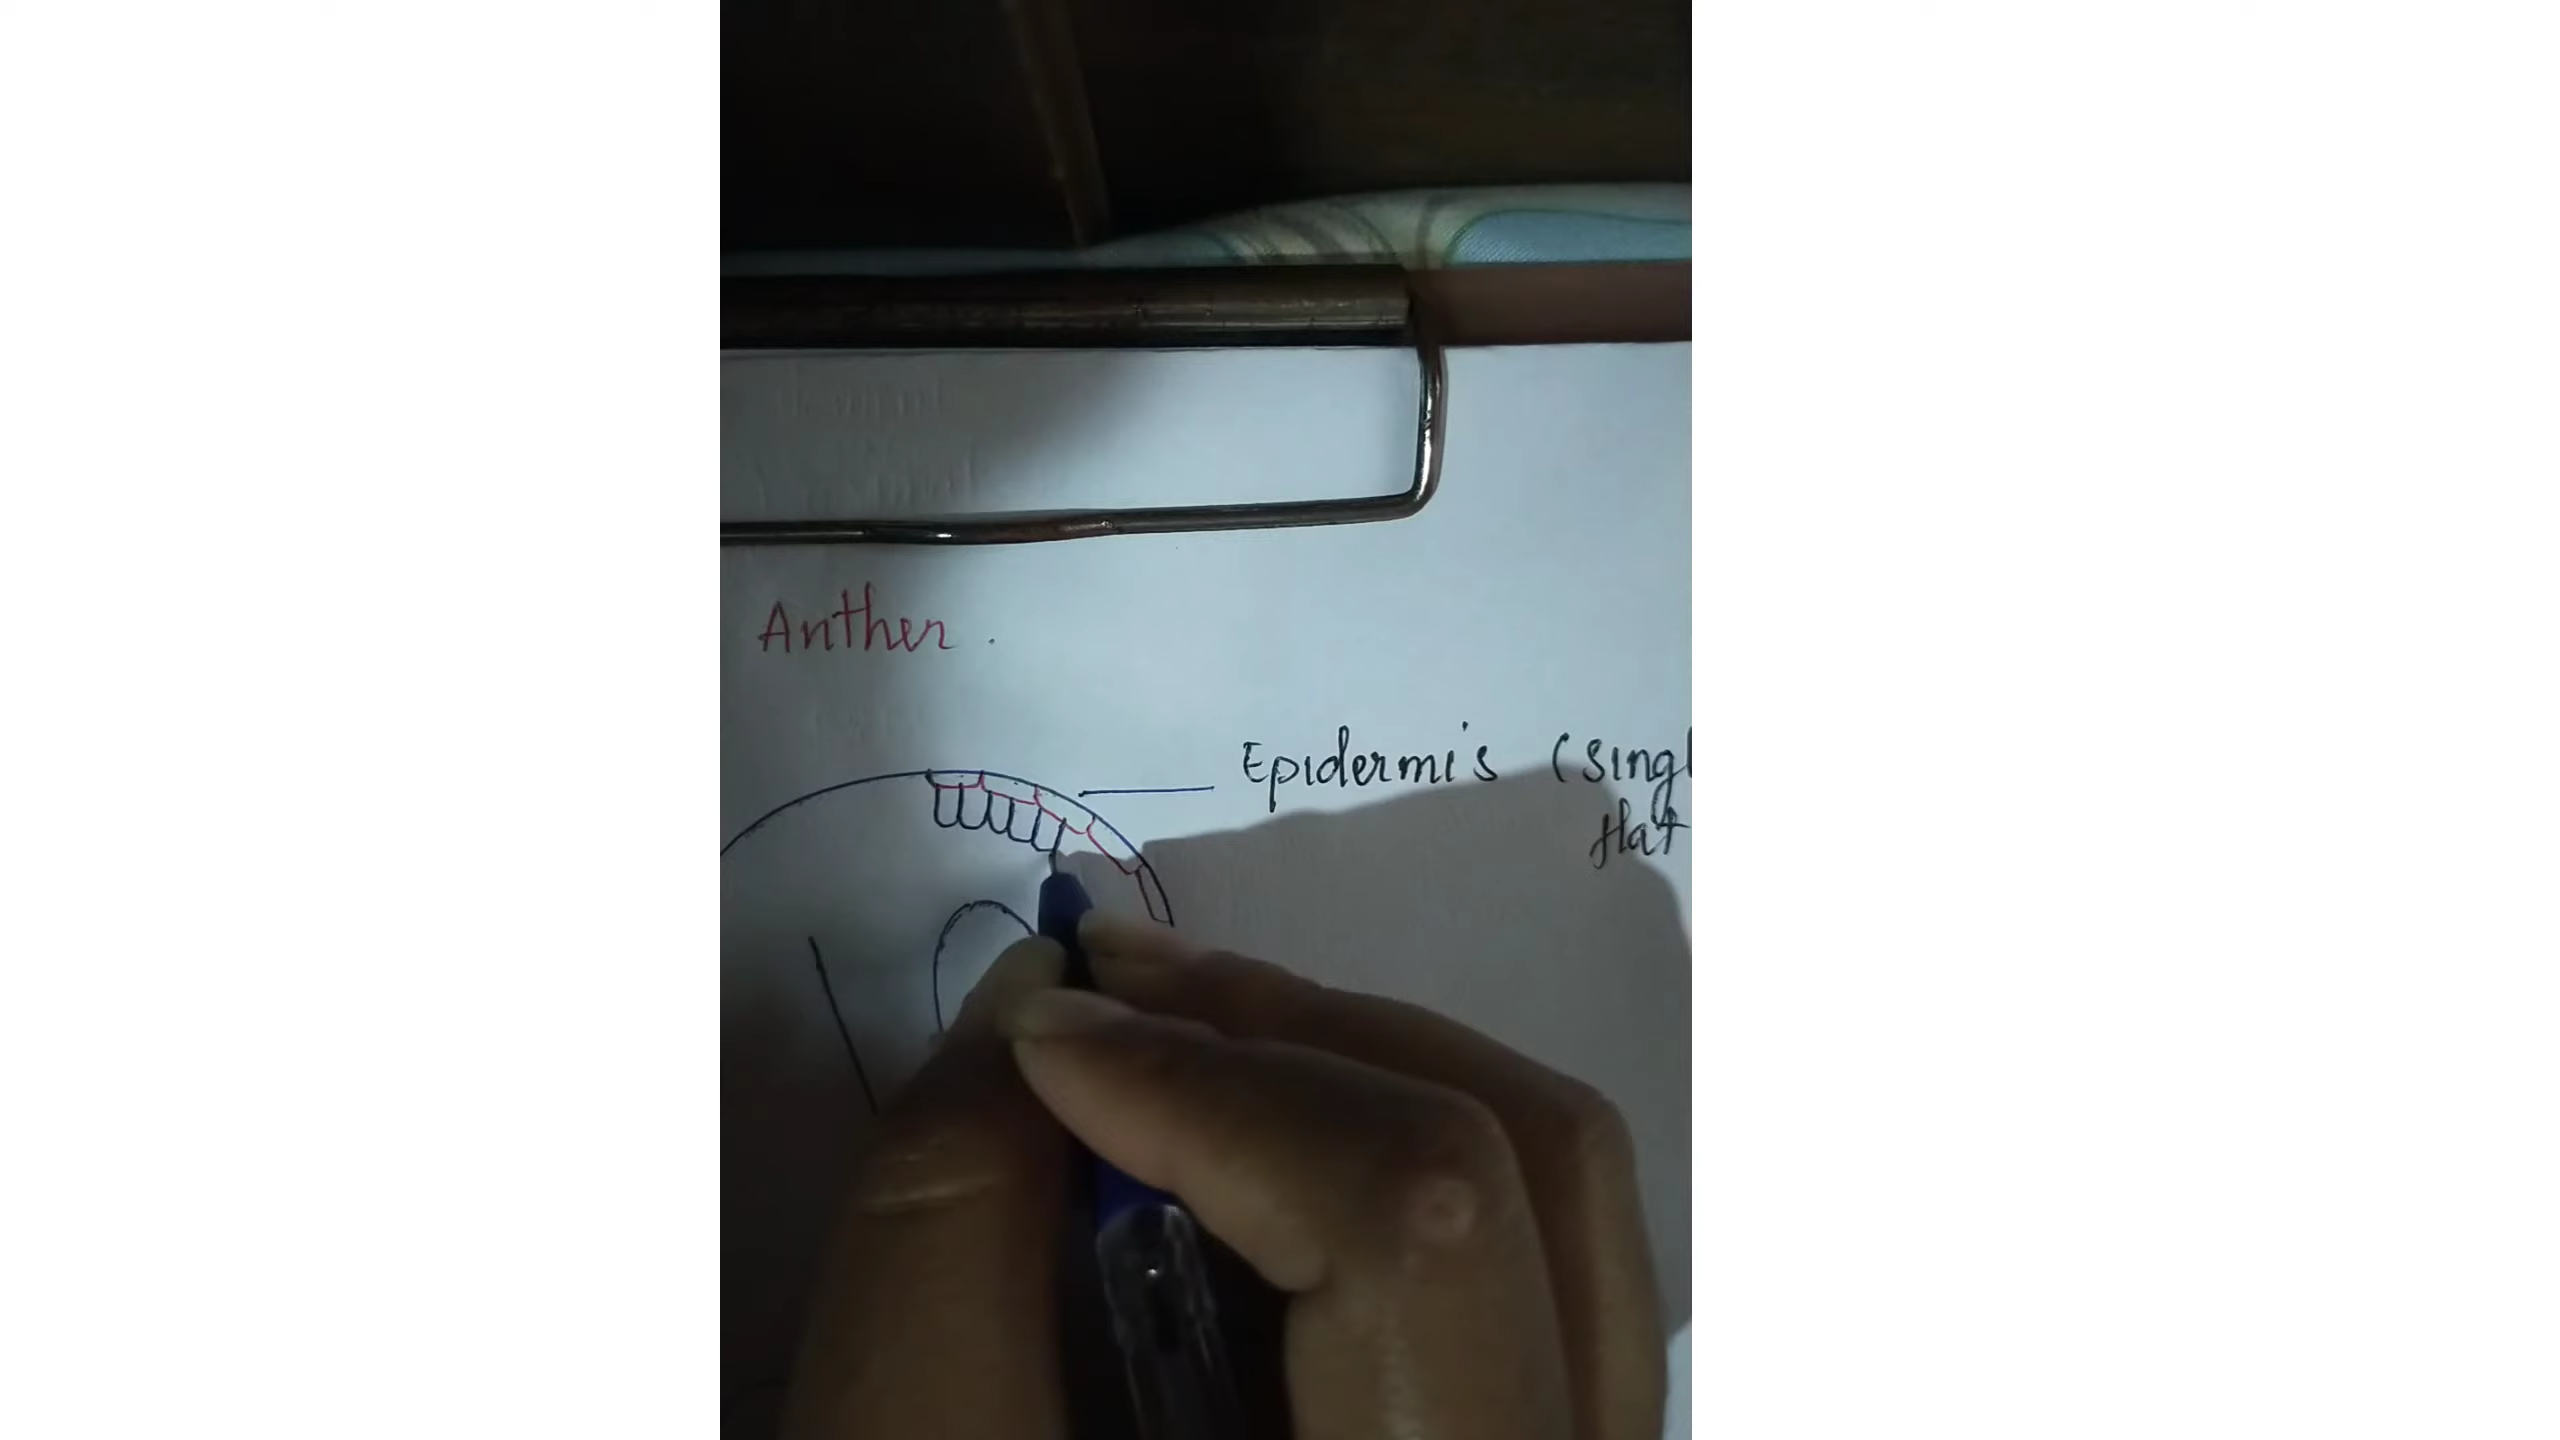 Anther.
Epidermis (Singl
flat